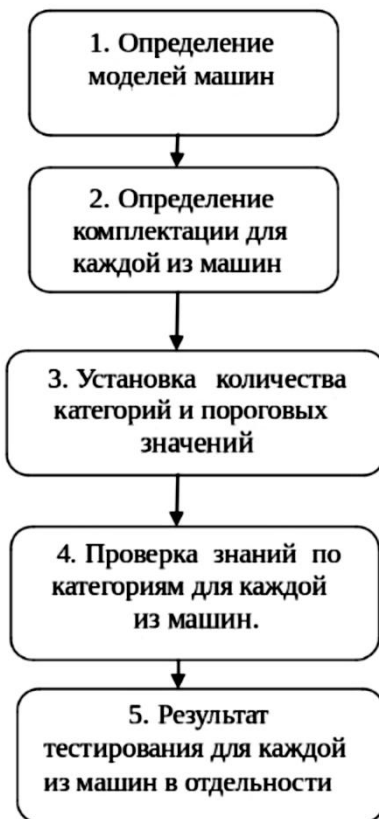 1. Определение
моделей машин
2. Определение
комплектации для
каждой из машин
3. Установка количества
категорий и пороговых
значений
4. Проверка знаний по
категориям для каждой
из машин.
5. Результат
тестирования для каждой
из машин в отдельности